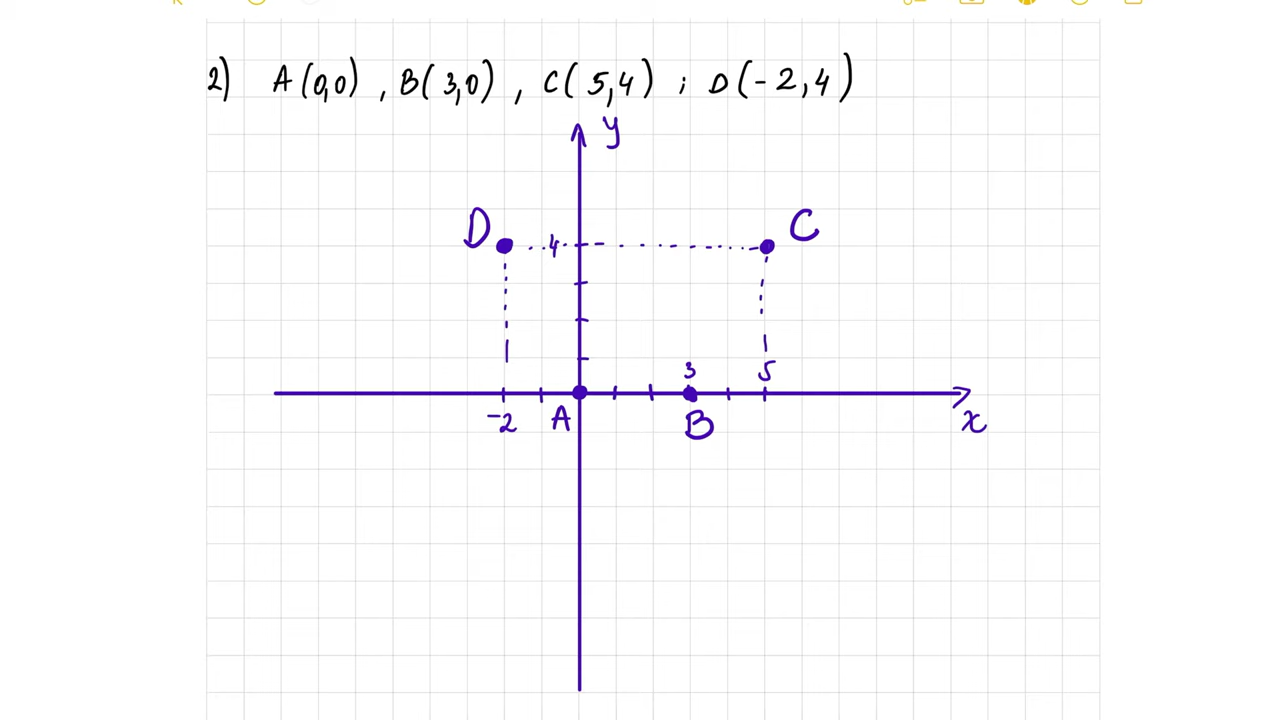 2) A(0,0) , B(3,0) , C(5,4) ; D(-2,4)
y
D 4 C
3 5
-2 A B x